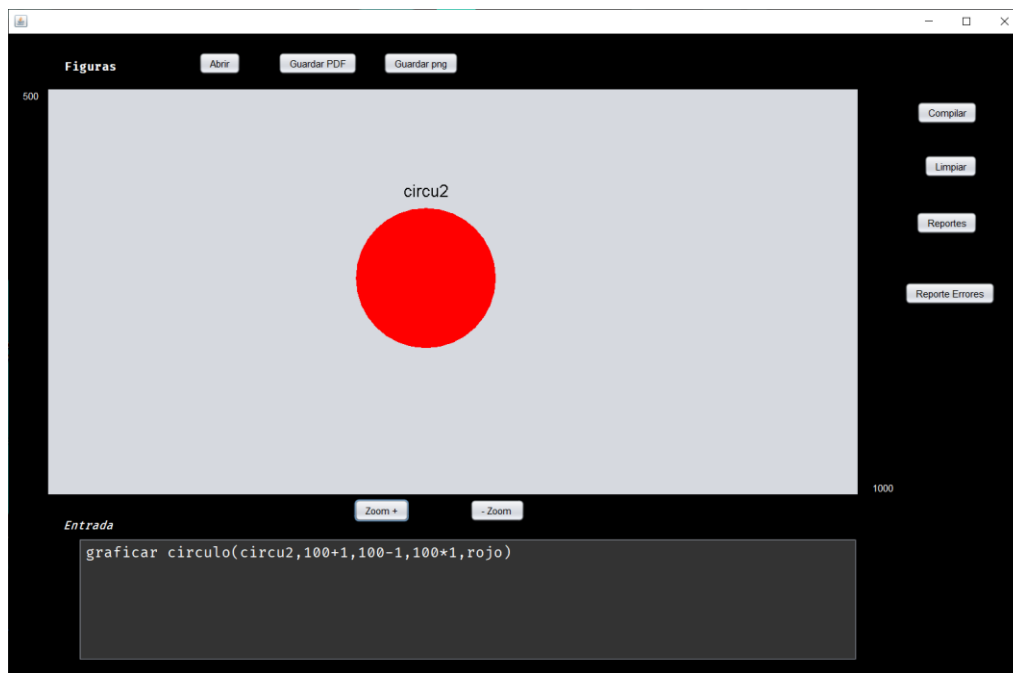 Figuras
Abrir
Guardar PDF
Guardar png
500
Compilar
circu2
Limpiar
Reportes
Reporte Errores
1000
Zoom +
- Zoom
Entrada
graficar circulo(circu2,100+1,100-1,100*1,rojo)